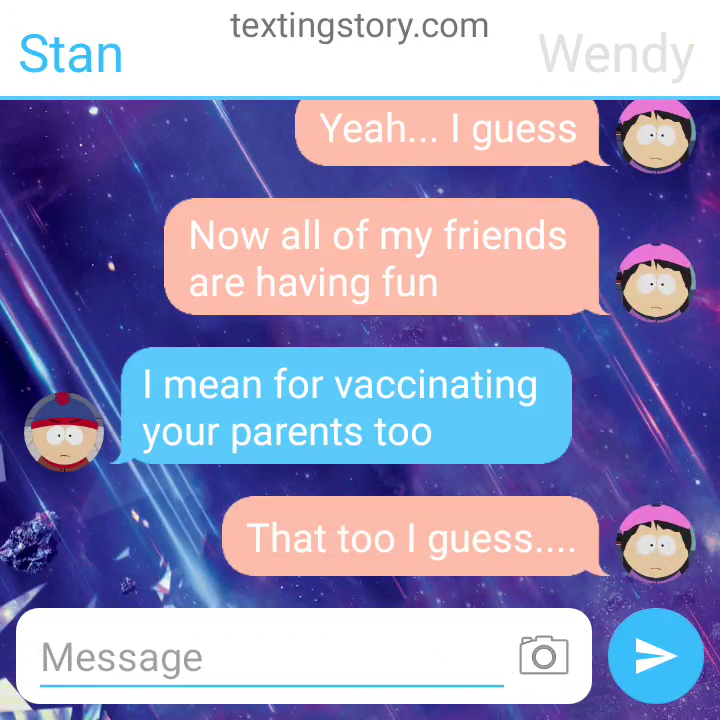 textingstory.com
Stan
Wendy
Yeah... I guess
Now all of my friends
are having fun
I mean for vaccinating
your parents too
That too I guess....
Message